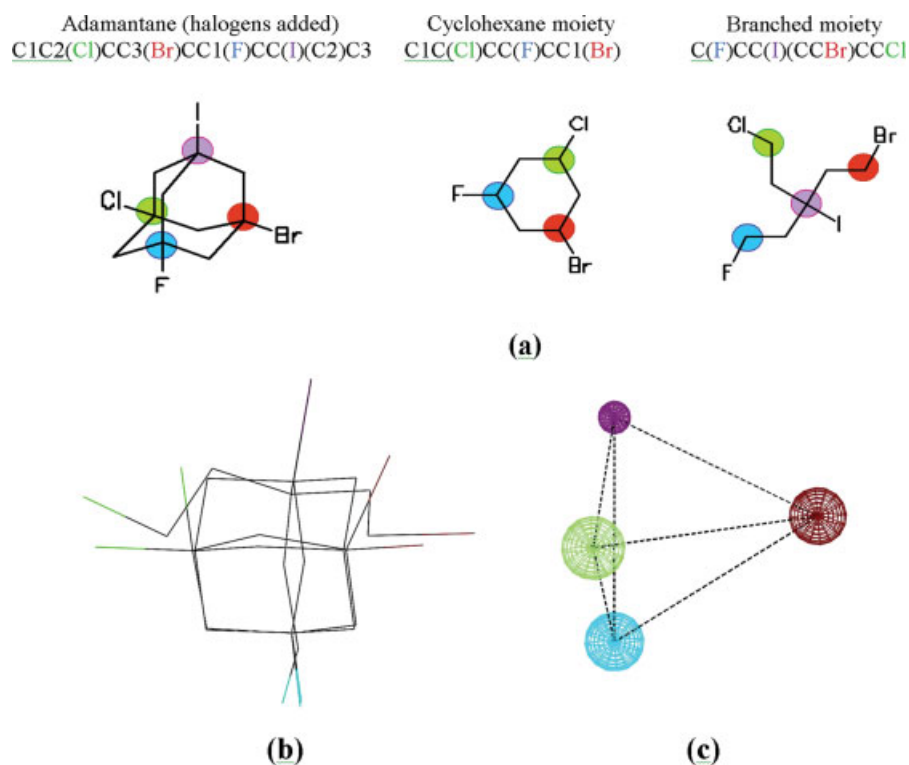 Adamantane (halogens added) Cyclohexane moiety Branched moiety
C1C2(Cl)CC3(Br)CC1(F)CC(I)(C2)C3 C1C(Cl)CC(F)CC1(Br) C(F)CC(I)(CCBr)CCCl
I
Cl
Br
F
Cl
F
Br
Cl
Br
I
F
(a)
(b)
(c)